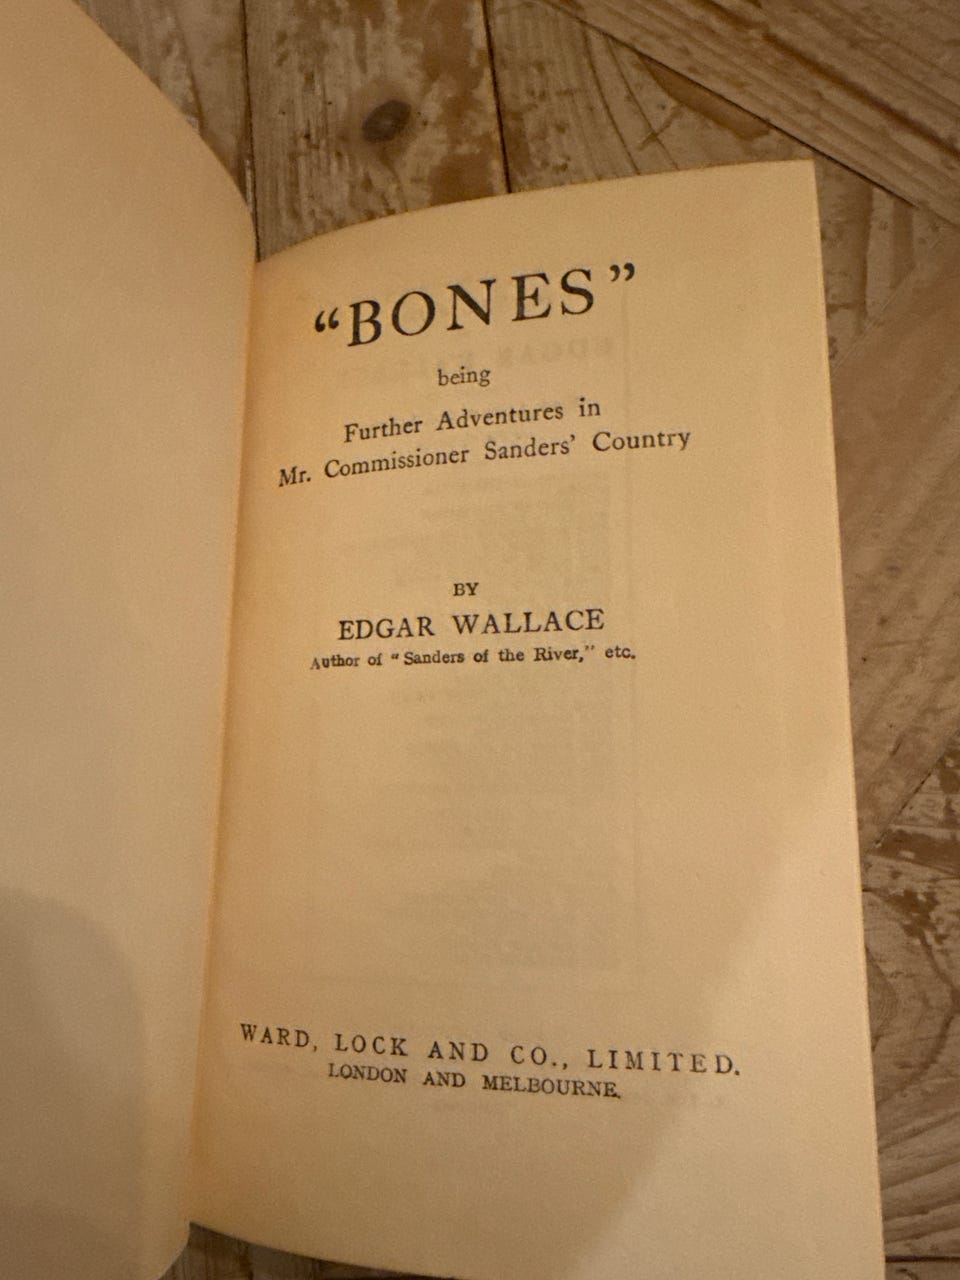 “BONES”
being
Further Adventures in
Mr. Commissioner Sanders’ Country
BY
EDGAR WALLACE
Author of “Sanders of the River,” etc.
WARD, LOCK AND CO., LIMITED.
LONDON AND MELBOURNE.